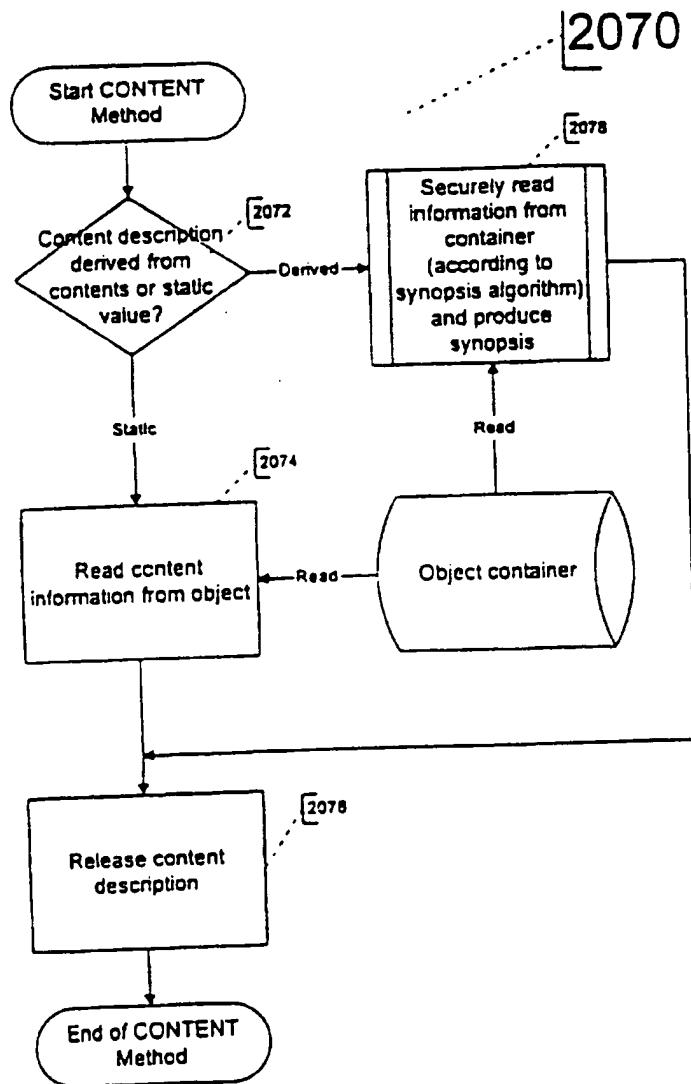 2070
Start CONTENT
Method
2078
2072
Content description
derived from
contents or static
value?
Derived
Securely read
information from
container
(according to
synopsis algorithm)
and produce
synopsis
Static
Read
2074
Read content
information from object
Read
Object container
2076
Release content
description
End of CONTENT
Method